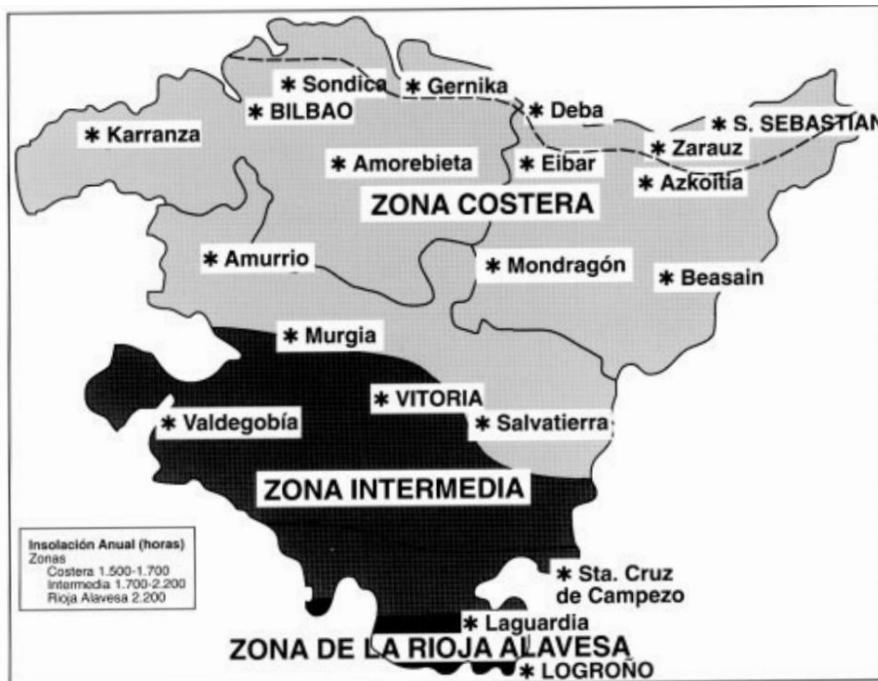 * Sondica
* Gernika
* BILBAO
* Deba
* Karranza
* S. SEBASTIAN
* Zarauz
* Amorebieta
* Eibar
* Azkoitia
ZONA COSTERA
* Amurrio
* Mondragón
* Beasain
* Murgia
* VITORIA
* Valdegobía
* Salvatierra
ZONA INTERMEDIA
Insolación Anual (horas)
Zonas
Costera 1.500-1.700
Intermedia 1.700-2.200
Rioja Alavesa 2.200
* Sta. Cruz
de Campezo
* Laguardia
ZONA DE LA RIOJA ALAVESA
* LOGROÑO